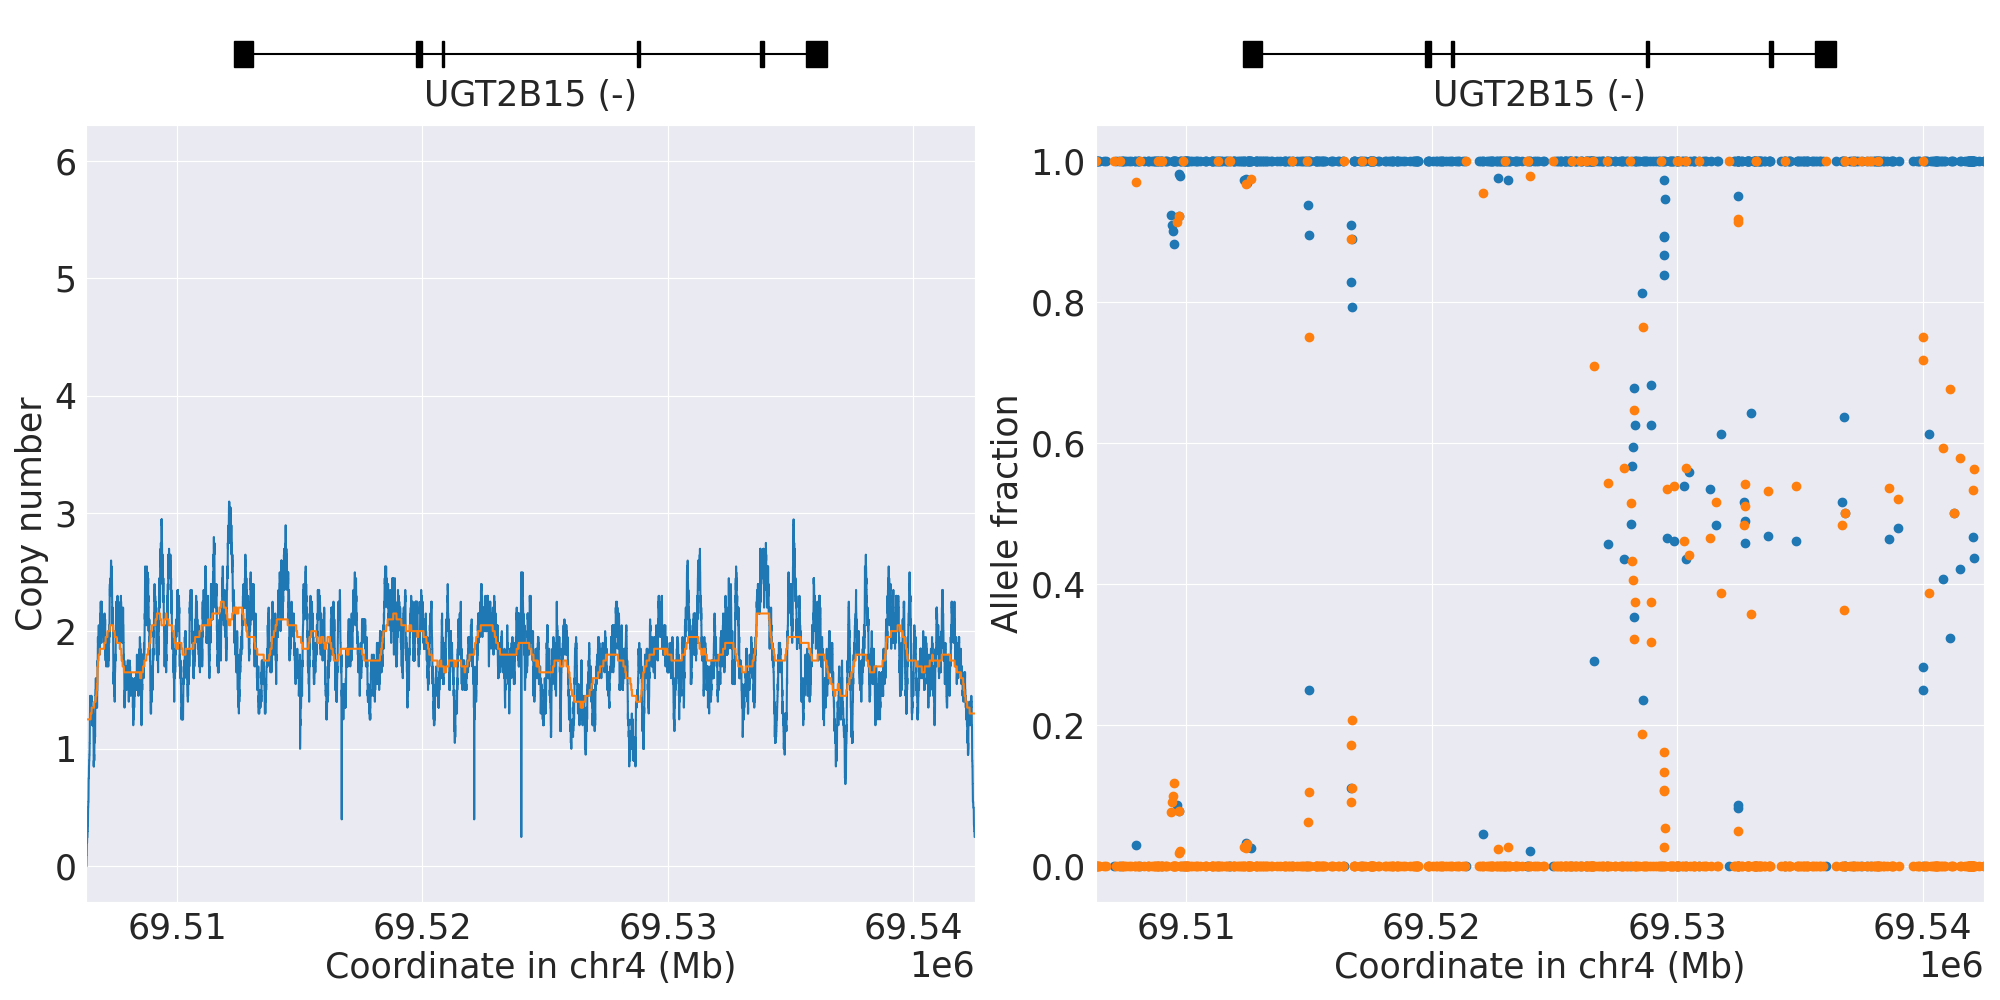 UGT2B15 (-)
6
5
4
3
2
1
0
Copy number
69.51 69.52 69.53 69.54
Coordinate in chr4 (Mb) 1e6
UGT2B15 (-)
1.0
0.8
0.6
0.4
0.2
0.0
Allele fraction
69.51 69.52 69.53 69.54
Coordinate in chr4 (Mb) 1e6